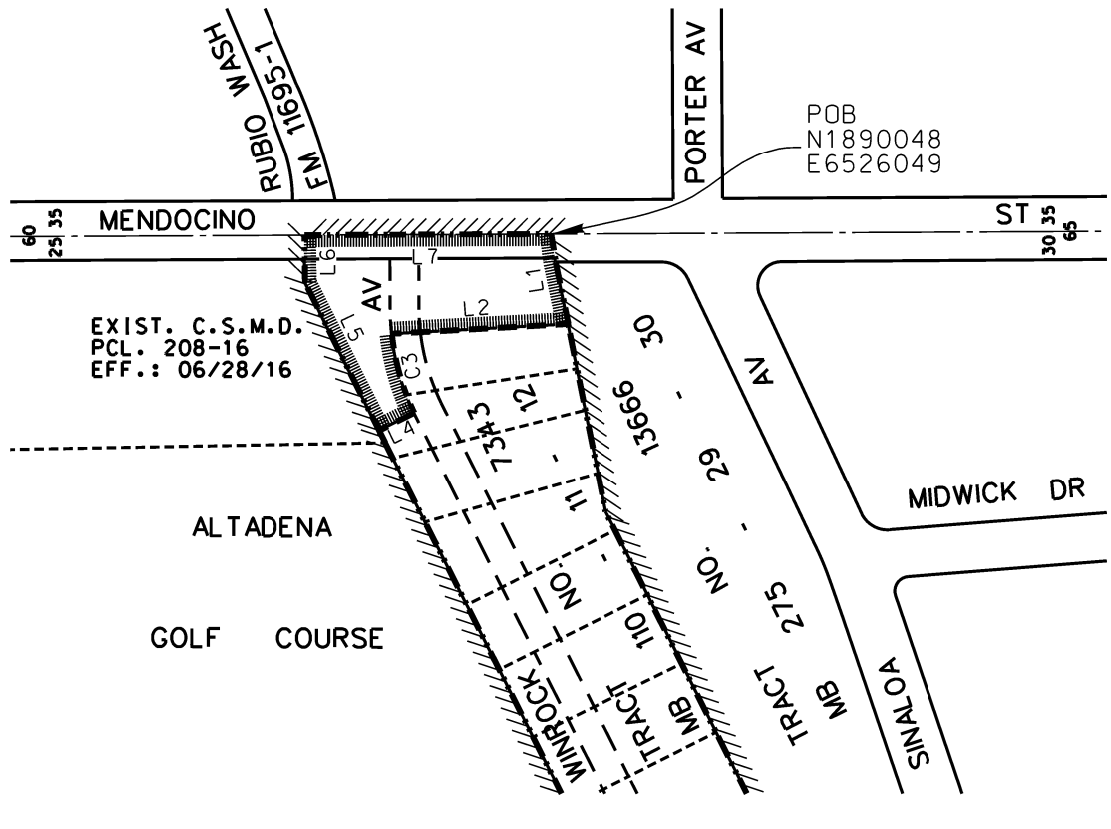 RUBIO WASH
FM 11695-1
PORTER AV
POB
N1890048
E6526049
60
25 35
MENDOCINO
ST
30 35
65
L6
L7
L1
AV
L2
L5
C3
L4
EXIST. C.S.M.D.
PCL. 208-16
EFF.: 06/28/16
ALTADENA
GOLF COURSE
WINROCK
TRACT NO. 7343
MB 110 - 11 - 12
TRACT NO. 13666
MB 275 - 29 - 30
AV
SINALOA
MIDWICK DR